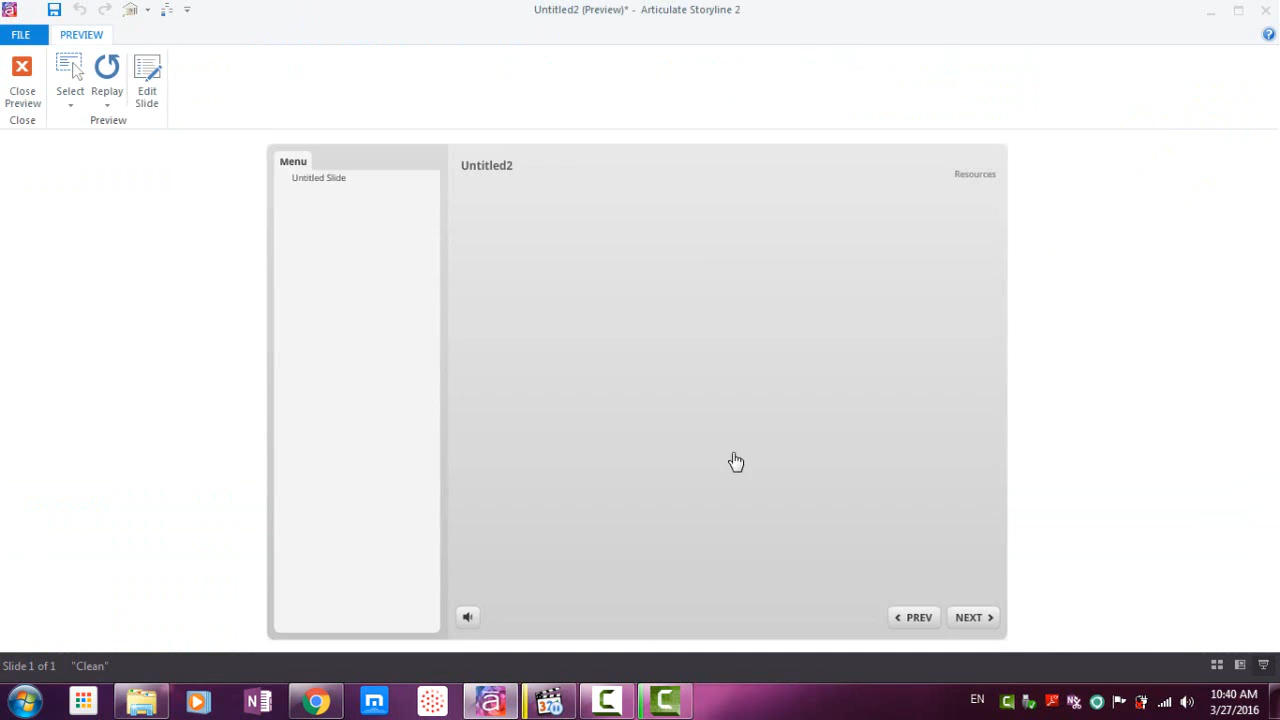 Untitled2 (Preview)* - Articulate Storyline 2
FILE
PREVIEW
Close Preview
Select
Replay
Edit Slide
Close
Preview
Menu
Untitled Slide
Untitled2
Resources
PREV
NEXT
Slide 1 of 1
"Clean"
EN
10:40 AM
3/27/2016